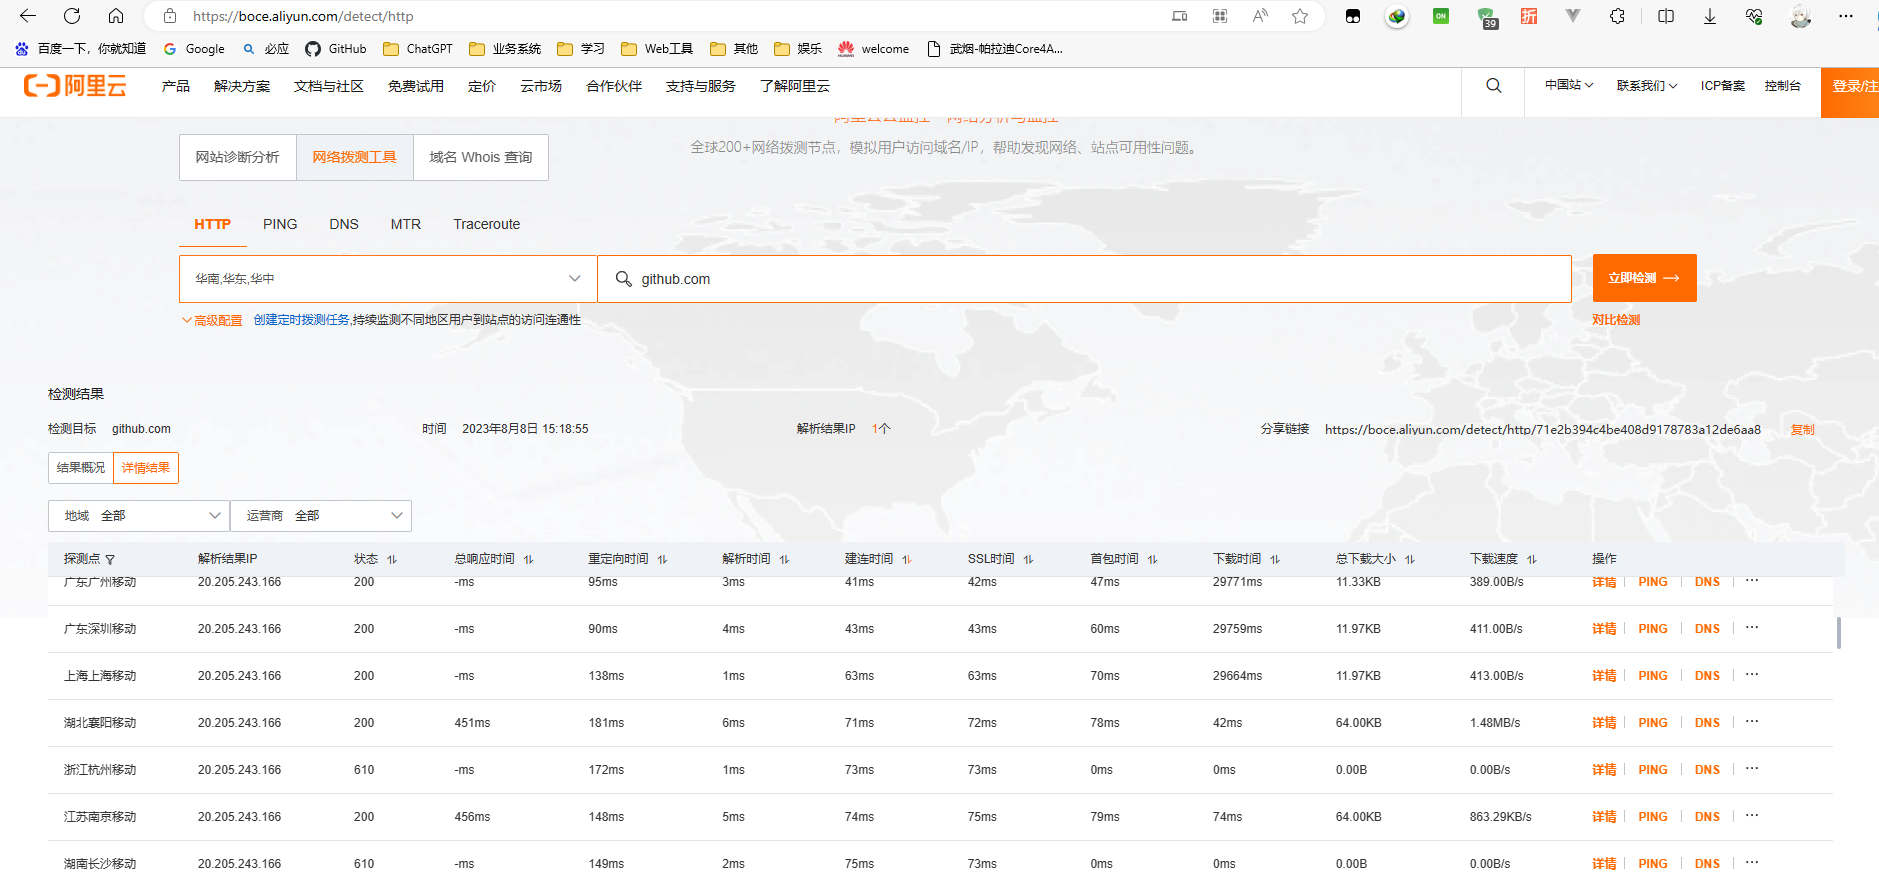 https://boce.aliyun.com/detect/http
ON
39
折
百度一下，你就知道 Google 必应 GitHub ChatGPT 业务系统 学习 Web工具 其他 娱乐 welcome 武烟-帕拉迪Core4A...
阿里云 产品 解决方案 文档与社区 免费试用 定价 云市场 合作伙伴 支持与服务 了解阿里云 中国站 联系我们 ICP备案 控制台 登录/注
阿里云云监控 - 网络分析与监控
全球200+网络拨测节点，模拟用户访问域名/IP，帮助发现网络、站点可用性问题。
网站诊断分析 网络拨测工具 域名 Whois 查询
HTTP PING DNS MTR Traceroute
华南,华东,华中 github.com 立即检测
高级配置 创建定时拨测任务,持续监测不同地区用户到站点的访问连通性 对比检测
检测结果
检测目标 github.com 时间 2023年8月8日 15:18:55 解析结果IP 1个 分享链接 https://boce.aliyun.com/detect/http/71e2b394c4be408d9178783a12de6aa8 复制
结果概况 详情结果
地域 全部 运营商 全部
探测点 解析结果IP 状态 总响应时间 重定向时间 解析时间 建连时间 SSL时间 首包时间 下载时间 总下载大小 下载速度 操作
广东广州移动 20.205.243.166 200 -ms 95ms 3ms 41ms 42ms 47ms 29771ms 11.33KB 389.00B/s 详情 PING DNS ...
广东深圳移动 20.205.243.166 200 -ms 90ms 4ms 43ms 43ms 60ms 29759ms 11.97KB 411.00B/s 详情 PING DNS ...
上海上海移动 20.205.243.166 200 -ms 138ms 1ms 63ms 63ms 70ms 29664ms 11.97KB 413.00B/s 详情 PING DNS ...
湖北襄阳移动 20.205.243.166 200 451ms 181ms 6ms 71ms 72ms 78ms 42ms 64.00KB 1.48MB/s 详情 PING DNS ...
浙江杭州移动 20.205.243.166 610 -ms 172ms 1ms 73ms 73ms 0ms 0ms 0.00B 0.00B/s 详情 PING DNS ...
江苏南京移动 20.205.243.166 200 456ms 148ms 5ms 74ms 75ms 79ms 74ms 64.00KB 863.29KB/s 详情 PING DNS ...
湖南长沙移动 20.205.243.166 610 -ms 149ms 2ms 75ms 73ms 0ms 0ms 0.00B 0.00B/s 详情 PING DNS ...